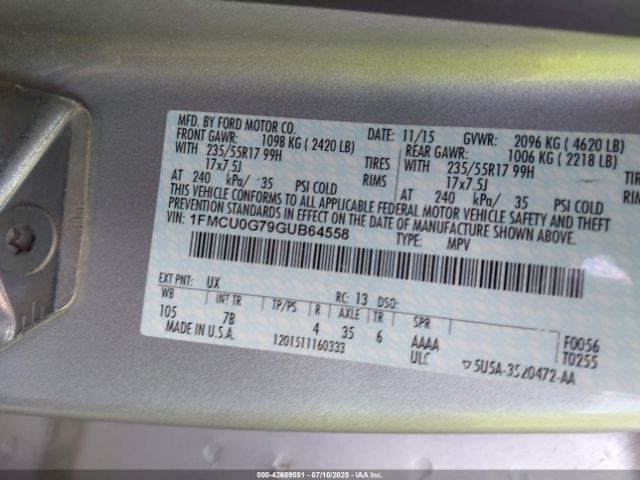 MFD. BY FORD MOTOR CO. DATE: 11/15 GVWR: 2096 KG ( 4620 LB)
FRONT GAWR: 1098 KG ( 2420 LB) REAR GAWR: 1006 KG ( 2218 LB)
WITH 235/55R17 99H TIRES WITH 235/55R17 99H TIRES
17x7.5J RIMS 17x7.5J RIMS
AT 240 kPa/ 35 PSI COLD AT 240 kPa/ 35 PSI COLD
THIS VEHICLE CONFORMS TO ALL APPLICABLE FEDERAL MOTOR VEHICLE SAFETY AND THEFT
PREVENTION STANDARDS IN EFFECT ON THE DATE OF MANUFACTURE SHOWN ABOVE.
VIN: 1FMCU0G79GUB64558 TYPE: MPV
EXT PNT: UX RC: 13 DSO:
WB INT TR TP/PS R AXLE TR SPR
105 7B 4 35 6 AAAA F0056
MADE IN U.S.A. 1201511160333 ULC T0255
▽5U5A-3520472-AA
000-42689591 - 07/10/2025 - IAA Inc.